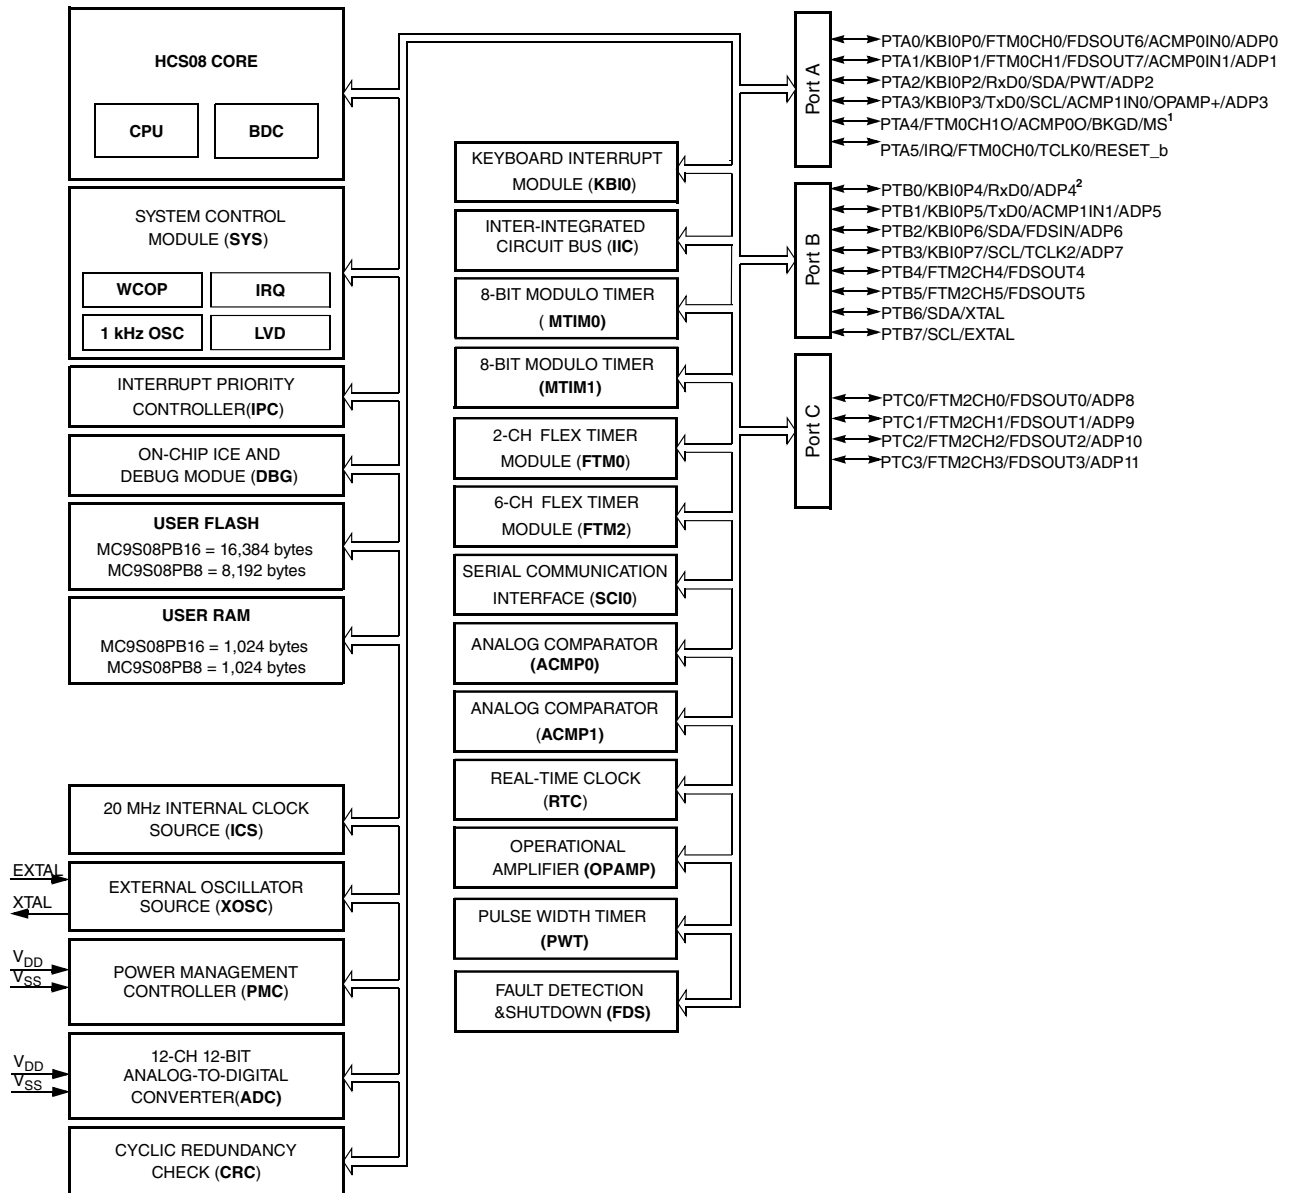 HCS08 CORE
CPU
BDC
SYSTEM CONTROL
MODULE (SYS)
WCOP
IRQ
1 kHz OSC
LVD
INTERRUPT PRIORITY
CONTROLLER(IPC)
ON-CHIP ICE AND
DEBUG MODUE (DBG)
USER FLASH
MC9S08PB16 = 16,384 bytes
MC9S08PB8 = 8,192 bytes
USER RAM
MC9S08PB16 = 1,024 bytes
MC9S08PB8 = 1,024 bytes
20 MHz INTERNAL CLOCK
SOURCE (ICS)
EXTAL
XTAL
EXTERNAL OSCILLATOR
SOURCE (XOSC)
VDD
VSS
POWER MANAGEMENT
CONTROLLER (PMC)
VDD
VSS
12-CH 12-BIT
ANALOG-TO-DIGITAL
CONVERTER(ADC)
CYCLIC REDUNDANCY
CHECK (CRC)
KEYBOARD INTERRUPT
MODULE (KBI0)
INTER-INTEGRATED
CIRCUIT BUS (IIC)
8-BIT MODULO TIMER
( MTIM0)
8-BIT MODULO TIMER
(MTIM1)
2-CH FLEX TIMER
MODULE (FTM0)
6-CH FLEX TIMER
MODULE (FTM2)
SERIAL COMMUNICATION
INTERFACE (SCI0)
ANALOG COMPARATOR
(ACMP0)
ANALOG COMPARATOR
(ACMP1)
REAL-TIME CLOCK
(RTC)
OPERATIONAL
AMPLIFIER (OPAMP)
PULSE WIDTH TIMER
(PWT)
FAULT DETECTION
&SHUTDOWN (FDS)
Port A
PTA0/KBI0P0/FTM0CH0/FDSOUT6/ACMP0IN0/ADP0
PTA1/KBI0P1/FTM0CH1/FDSOUT7/ACMP0IN1/ADP1
PTA2/KBI0P2/RxD0/SDA/PWT/ADP2
PTA3/KBI0P3/TxD0/SCL/ACMP1IN0/OPAMP+/ADP3
PTA4/FTM0CH1O/ACMP0O/BKGD/MS1
PTA5/IRQ/FTM0CH0/TCLK0/RESET_b
Port B
PTB0/KBI0P4/RxD0/ADP42
PTB1/KBI0P5/TxD0/ACMP1IN1/ADP5
PTB2/KBI0P6/SDA/FDSIN/ADP6
PTB3/KBI0P7/SCL/TCLK2/ADP7
PTB4/FTM2CH4/FDSOUT4
PTB5/FTM2CH5/FDSOUT5
PTB6/SDA/XTAL
PTB7/SCL/EXTAL
Port C
PTC0/FTM2CH0/FDSOUT0/ADP8
PTC1/FTM2CH1/FDSOUT1/ADP9
PTC2/FTM2CH2/FDSOUT2/ADP10
PTC3/FTM2CH3/FDSOUT3/ADP11